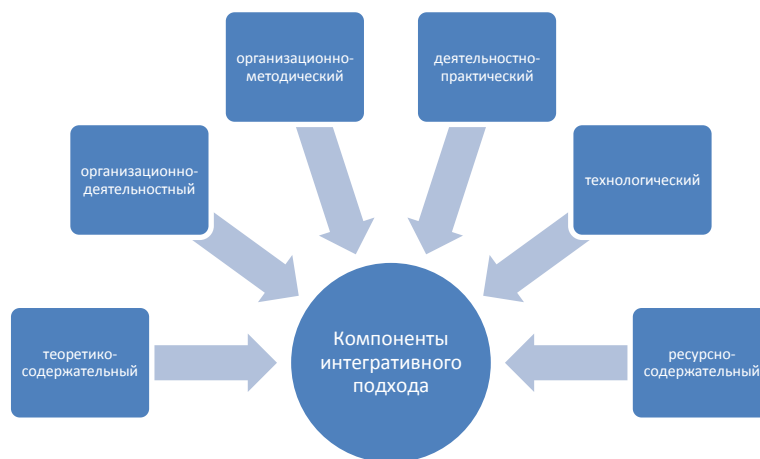 организационно-
методический
деятельностно-
практический
организационно-
деятельностный
технологический
теоретико-
содержательный
Компоненты
интегративного
подхода
ресурсно-
содержательный